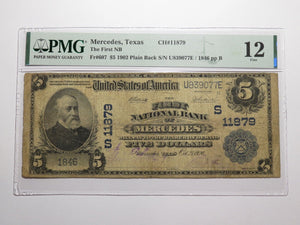 PMG
Mercedes, Texas CH#11879
The First NB
Fr#607 $5 1902 Plain Back S/N U839077E / 1846 pp B
12
Fine
United States of America
U839077E
5
S
11879
FIRST
NATIONAL BANK
OF
MERCEDES
S 11879
FIVE DOLLARS
5
1846